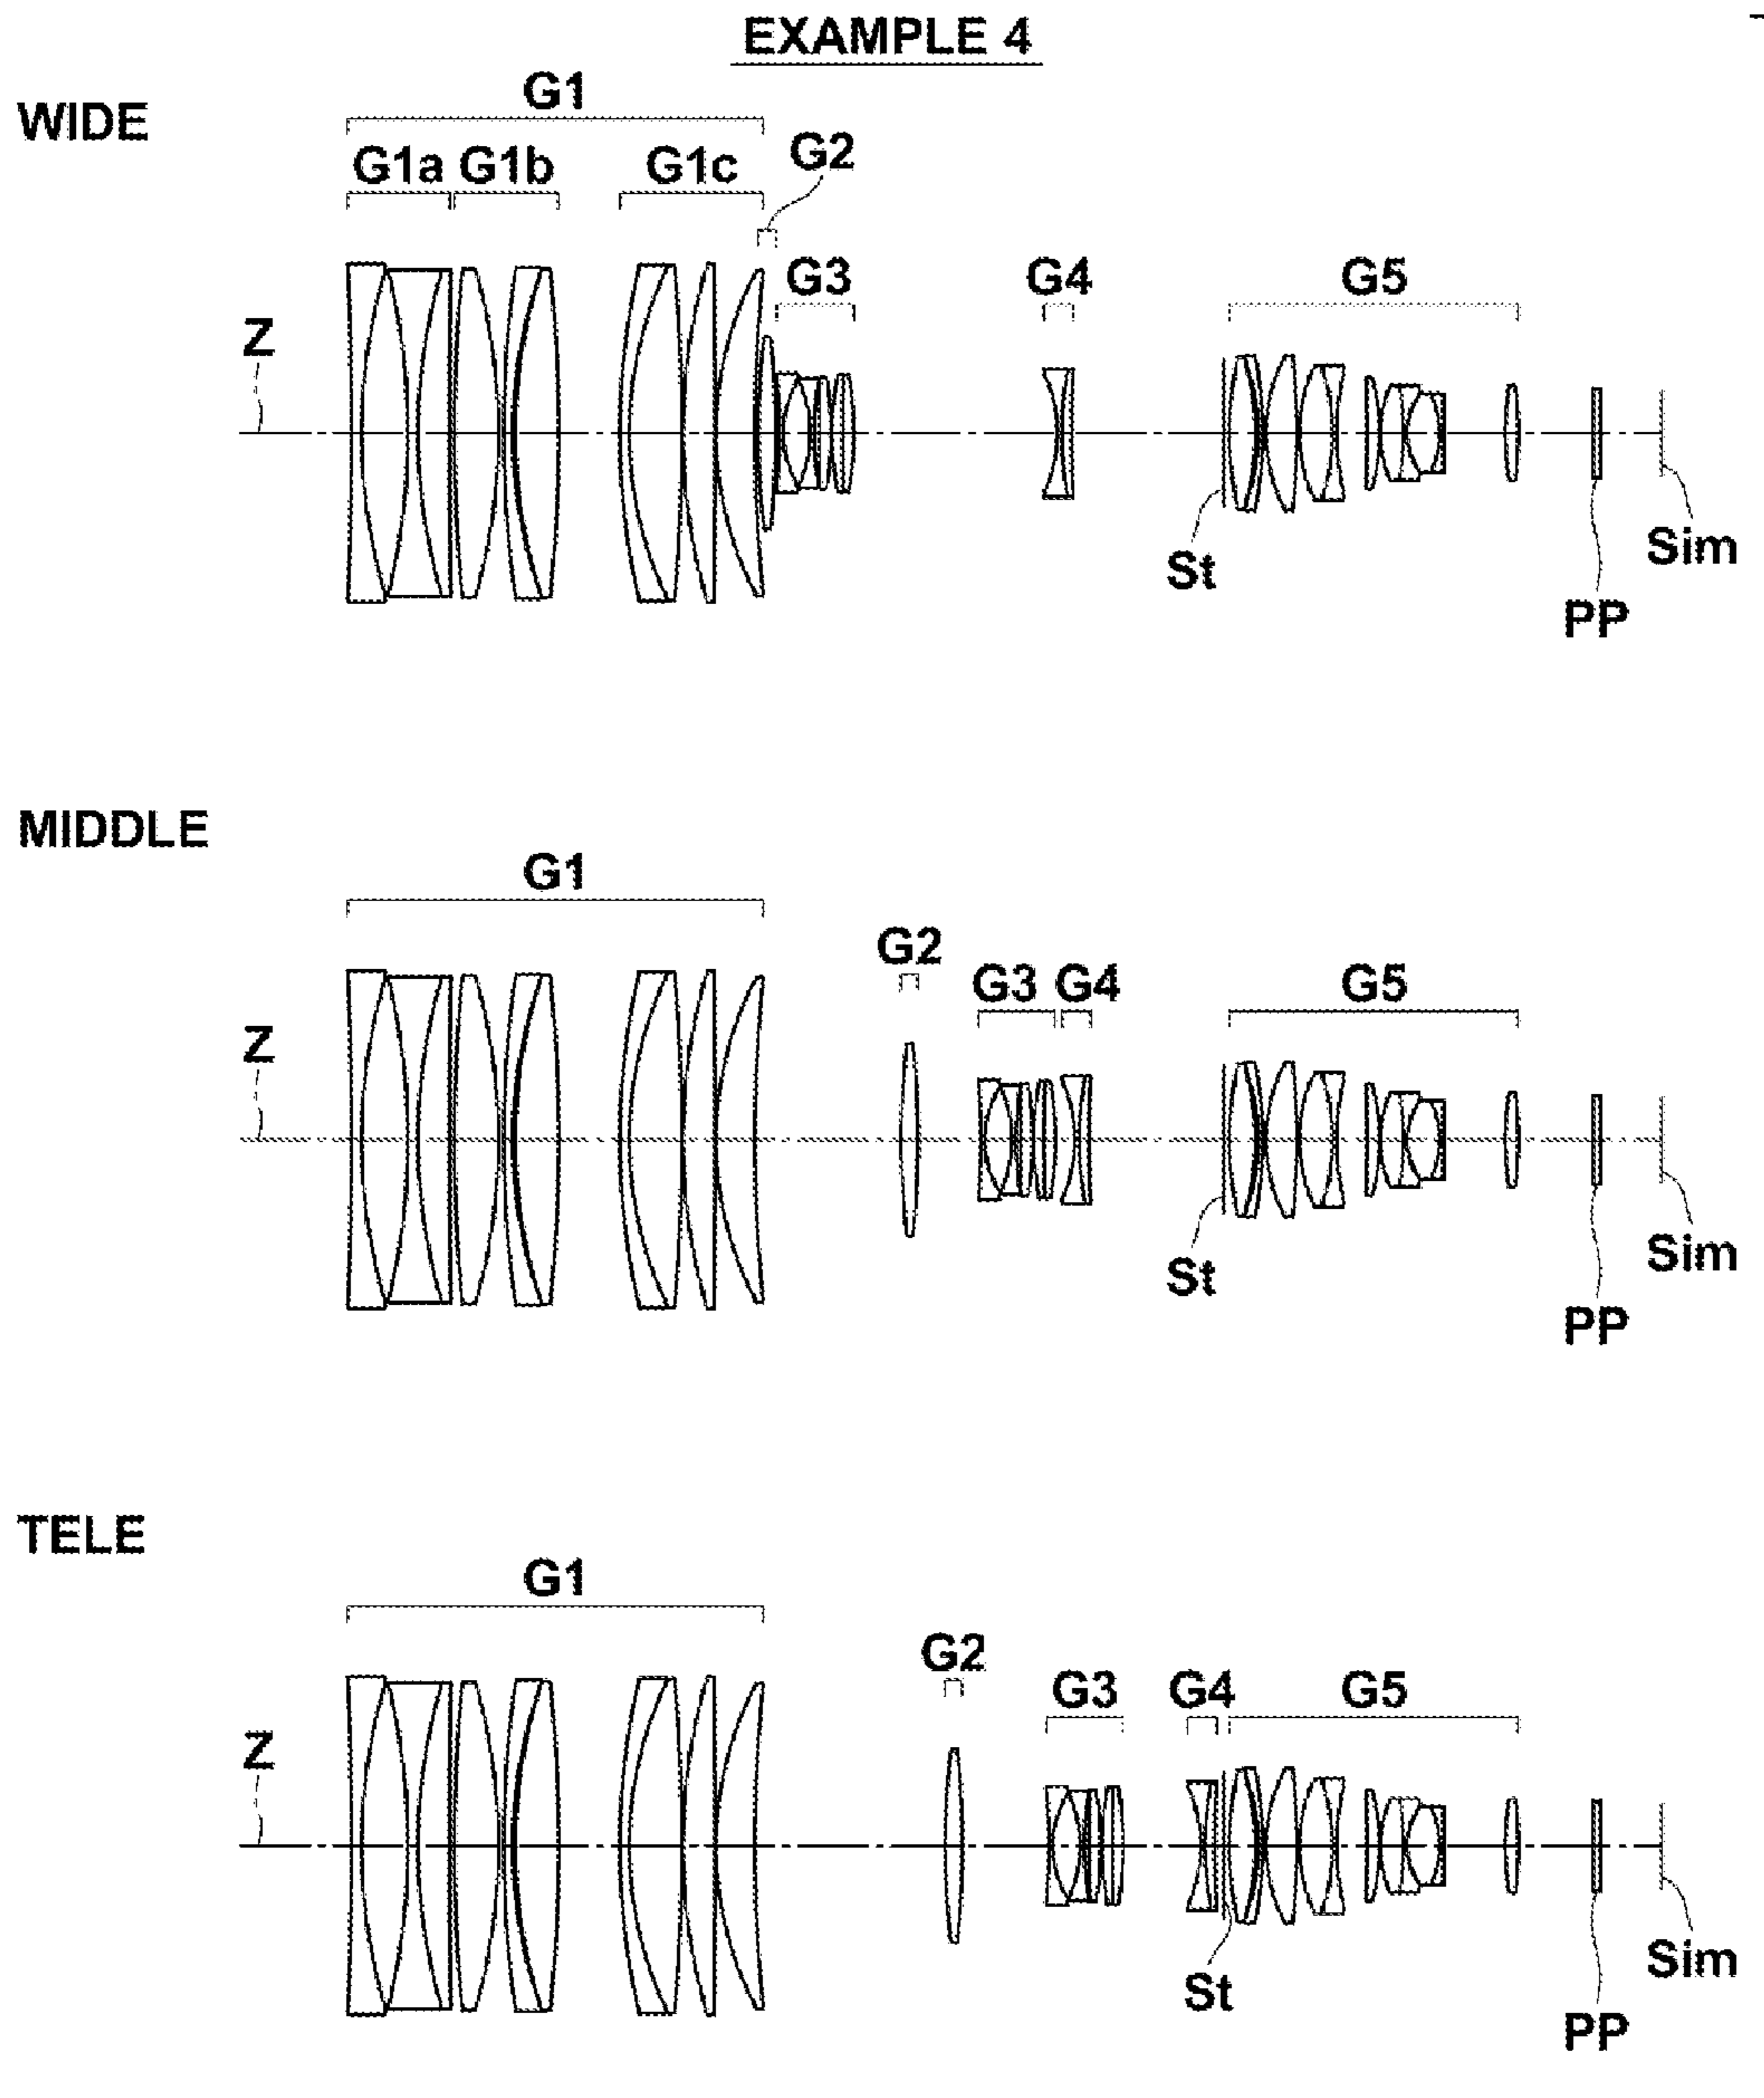 EXAMPLE 4
WIDE
G1
G1a G1b G1c G2
G3 G4 G5
Z
St Sim
PP
MIDDLE
G1
G2
G3 G4 G5
Z
St Sim
PP
TELE
G1
G2
G3 G4 G5
Z
St Sim
PP